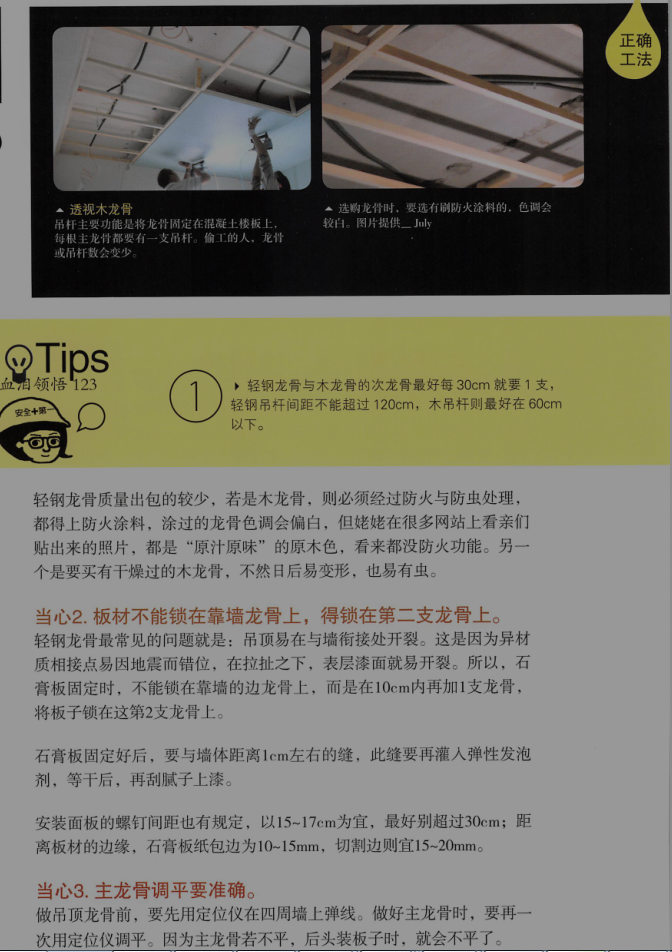 正确
工法
透视木龙骨
吊杆主要功能是将龙骨固定在混凝土楼板上，
每根主龙骨都要有一支吊杆。偷工的人，龙骨
或吊杆数会变少。
选购龙骨时，要选有刷防火涂料的，色调会
较白。图片提供__ July
Tips
血泪领悟 123
安全+第一
1
轻钢龙骨与木龙骨的次龙骨最好每 30cm 就要 1 支，
轻钢吊杆间距不能超过 120cm，木吊杆则最好在 60cm
以下。
轻钢龙骨质量出包的较少，若是木龙骨，则必须经过防火与防虫处理，
都得上防火涂料，涂过的龙骨色调会偏白，但姥姥在很多网站上看亲们
贴出来的照片，都是“原汁原味”的原木色，看来都没防火功能。另一
个是要买有干燥过的木龙骨，不然日后易变形，也易有虫。
当心2. 板材不能锁在靠墙龙骨上，得锁在第二支龙骨上。
轻钢龙骨最常见的问题就是：吊顶易在与墙衔接处开裂。这是因为异材
质相接点易因地震而错位，在拉扯之下，表层漆面就易开裂。所以，石
膏板固定时，不能锁在靠墙的边龙骨上，而是在10cm内再加1支龙骨，
将板子锁在这第2支龙骨上。
石膏板固定好后，要与墙体距离1cm左右的缝，此缝要再灌入弹性发泡
剂，等干后，再刮腻子上漆。
安装面板的螺钉间距也有规定，以15~17cm为宜，最好别超过30cm；距
离板材的边缘，石膏板纸包边为10~15mm，切割边则宜15~20mm。
当心3. 主龙骨调平要准确。
做吊顶龙骨前，要先用定位仪在四周墙上弹线。做好主龙骨时，要再一
次用定位仪调平。因为主龙骨若不平，后头装板子时，就会不平了。